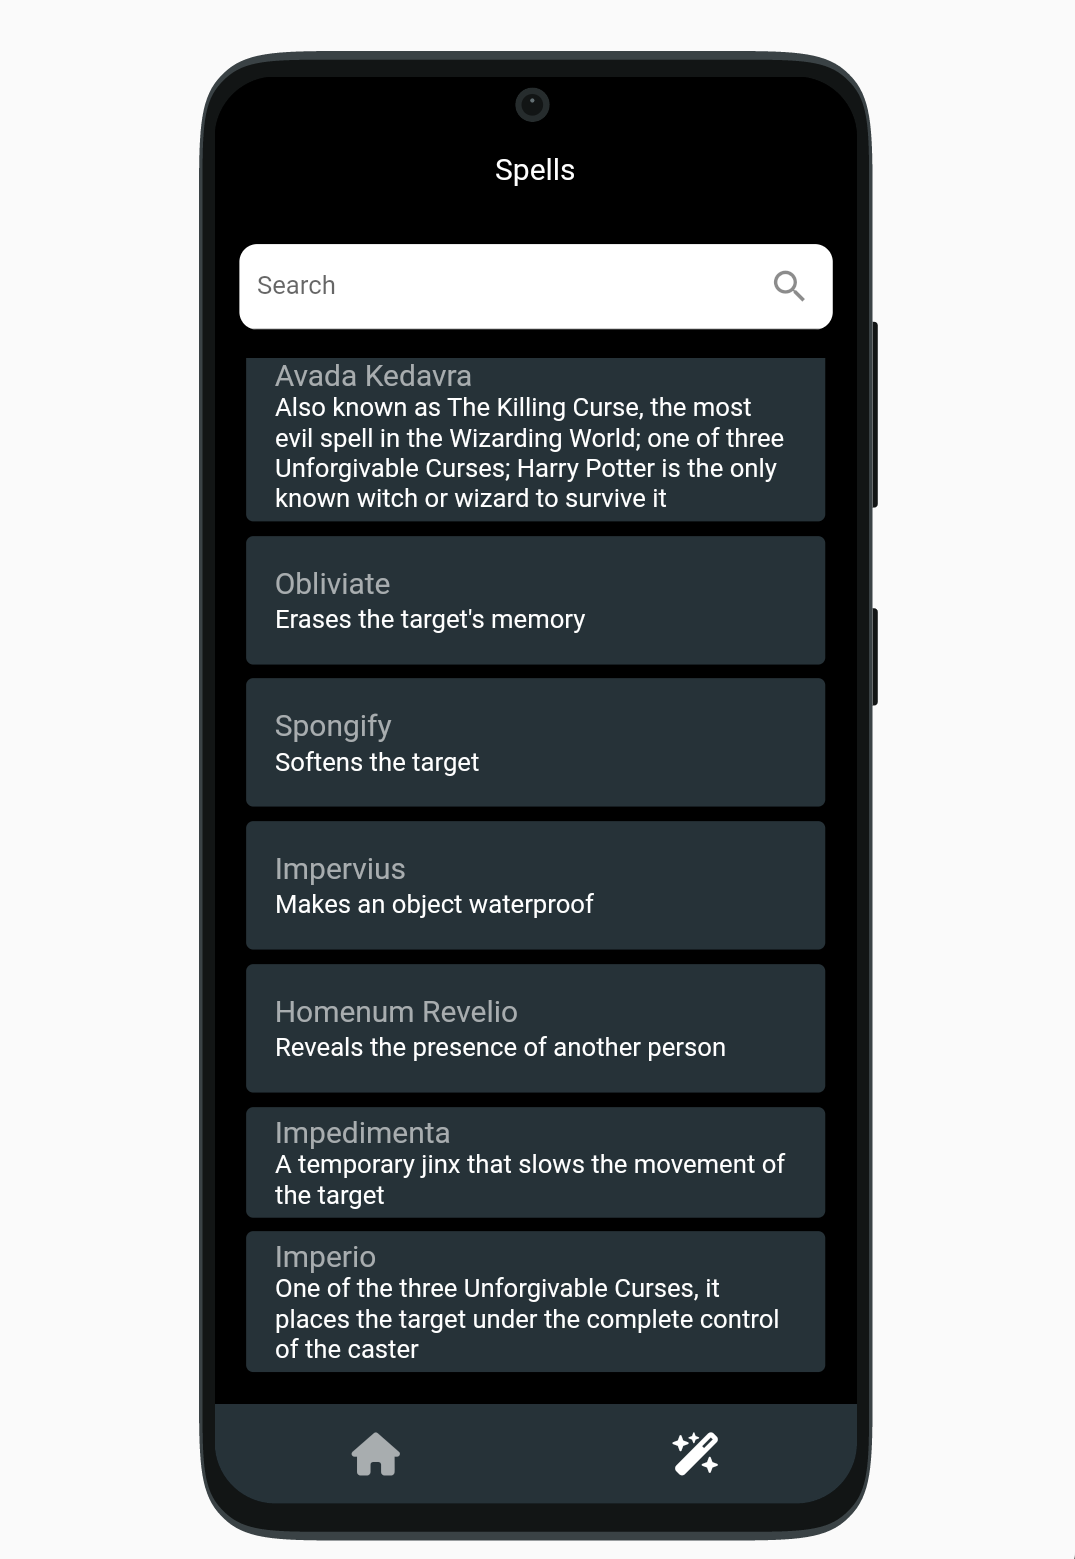 Spells
Search
Avada Kedavra
Also known as The Killing Curse, the most
evil spell in the Wizarding World; one of three
Unforgivable Curses; Harry Potter is the only
known witch or wizard to survive it
Obliviate
Erases the target's memory
Spongify
Softens the target
Impervius
Makes an object waterproof
Homenum Revelio
Reveals the presence of another person
Impedimenta
A temporary jinx that slows the movement of
the target
Imperio
One of the three Unforgivable Curses, it
places the target under the complete control
of the caster